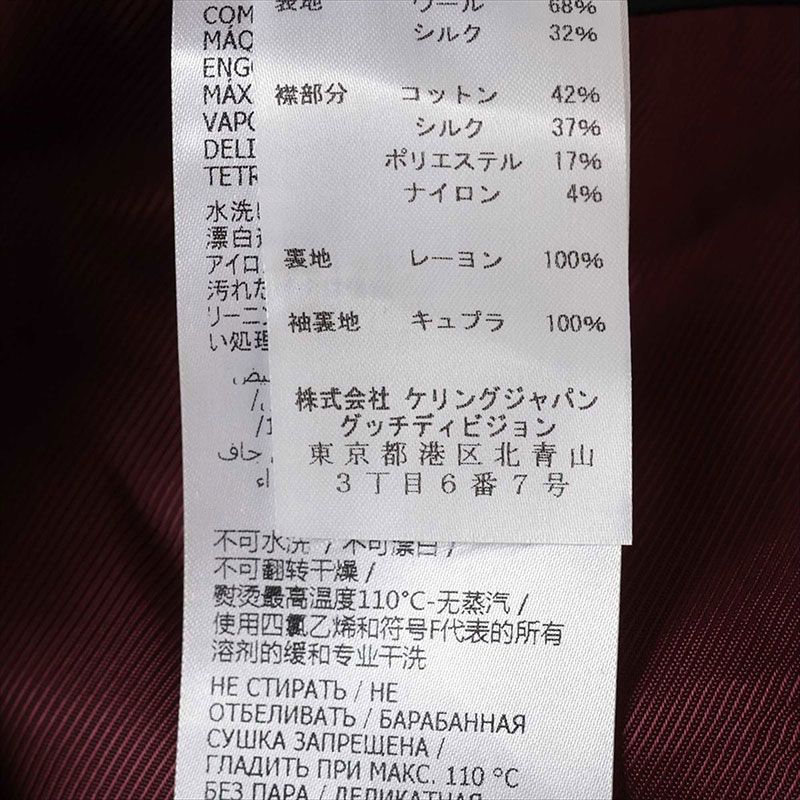 表地 ウール 68%
シルク 32%
襟部分 コットン 42%
シルク 37%
ポリエステル 17%
ナイロン 4%
裏地 レーヨン 100%
袖裏地 キュプラ 100%
株式会社 ケリングジャパン
グッチディビジョン
東京都港区北青山
3丁目6番7号
COM
MÁQ
ENG
MÁX
VAPO
DELI
TETR
水洗
漂白
アイロ
汚れた
リーニン
い処理
جاف
不可水洗 / 不可漂白 /
不可翻转干燥 /
熨烫最高温度110°C-无蒸汽 /
使用四氯乙烯和符号F代表的所有
溶剂的缓和专业干洗
НЕ СТИРАТЬ / НЕ
ОТБЕЛИВАТЬ / БАРАБАННАЯ
СУШКА ЗАПРЕЩЕНА /
ГЛАДИТЬ ПРИ МАКС. 110 °C
БЕЗ ПАРА / ДЕЛИКАТНАЯ